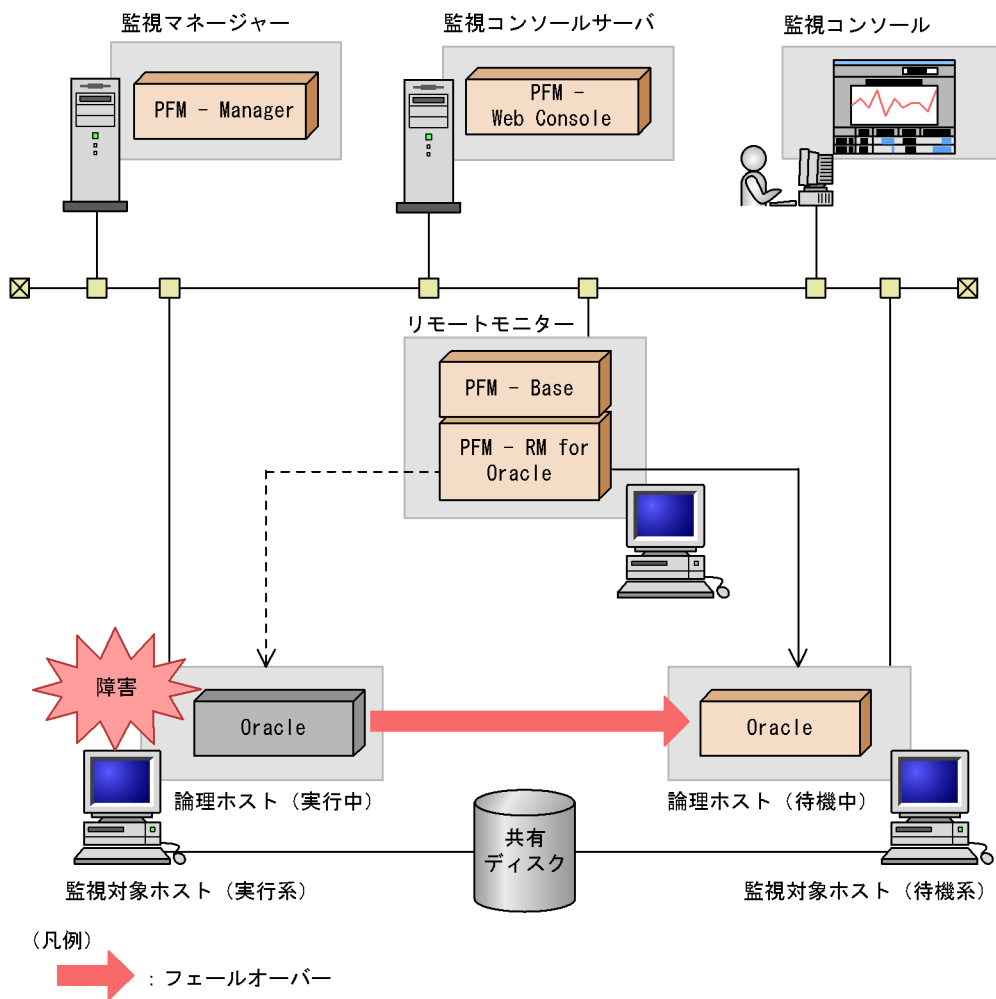 監視マネージャー
監視コンソールサーバ
監視コンソール
PFM - Manager
PFM -
Web Console
リモートモニター
PFM - Base
PFM - RM for
Oracle
障害
Oracle
Oracle
論理ホスト（実行中）
論理ホスト（待機中）
共有
ディスク
監視対象ホスト（実行系）
監視対象ホスト（待機系）
（凡例）
：フェールオーバー